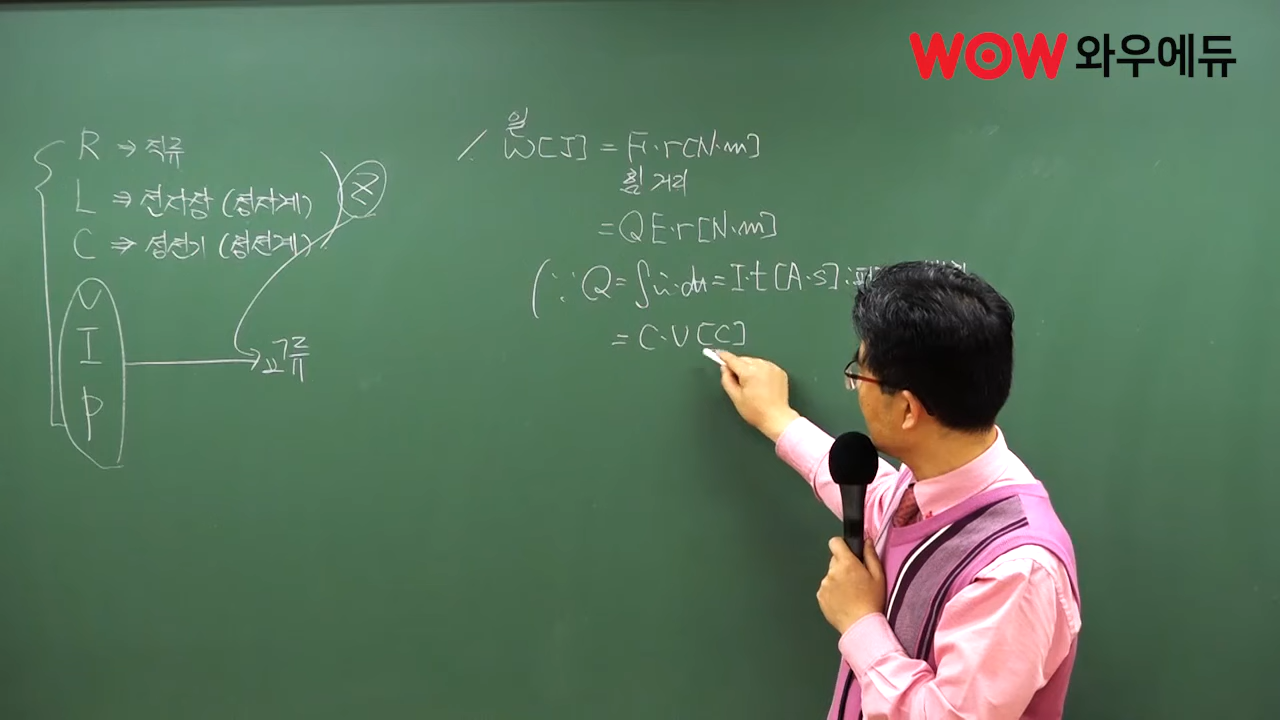 WOW 와우에듀
R ⇒ 직류
L ⇒ 전자장 (정자계)
C ⇒ 정전기 (정전계)
Z
V
I
P
교류
일
W[J] = F·r[N·m]
힘 거리
= QE·r[N·m]
(∵ Q = ∫i·dt = I·t [A·s]
= C·V [C]